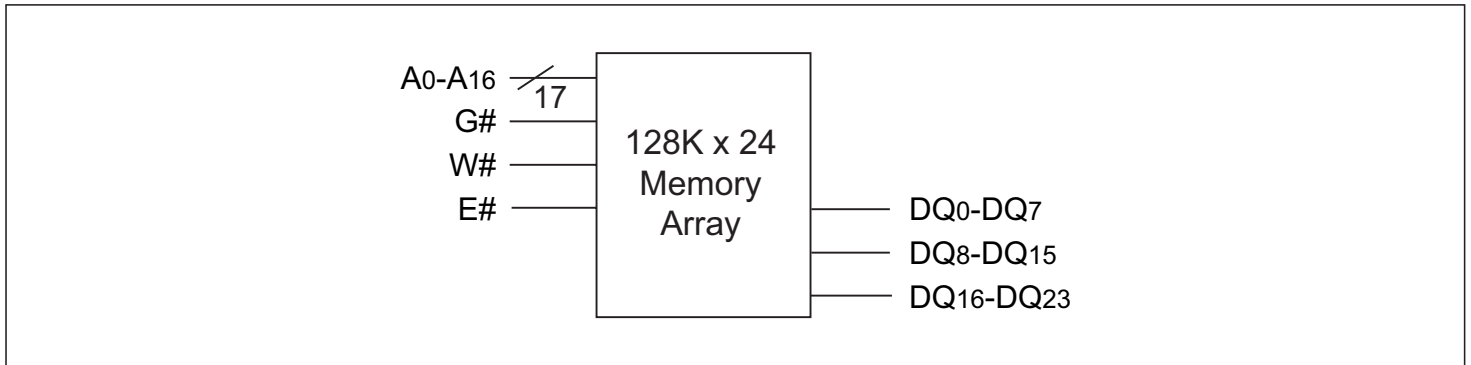 A0-A16
17
G#
W#
E#
128K x 24
Memory
Array
DQ0-DQ7
DQ8-DQ15
DQ16-DQ23